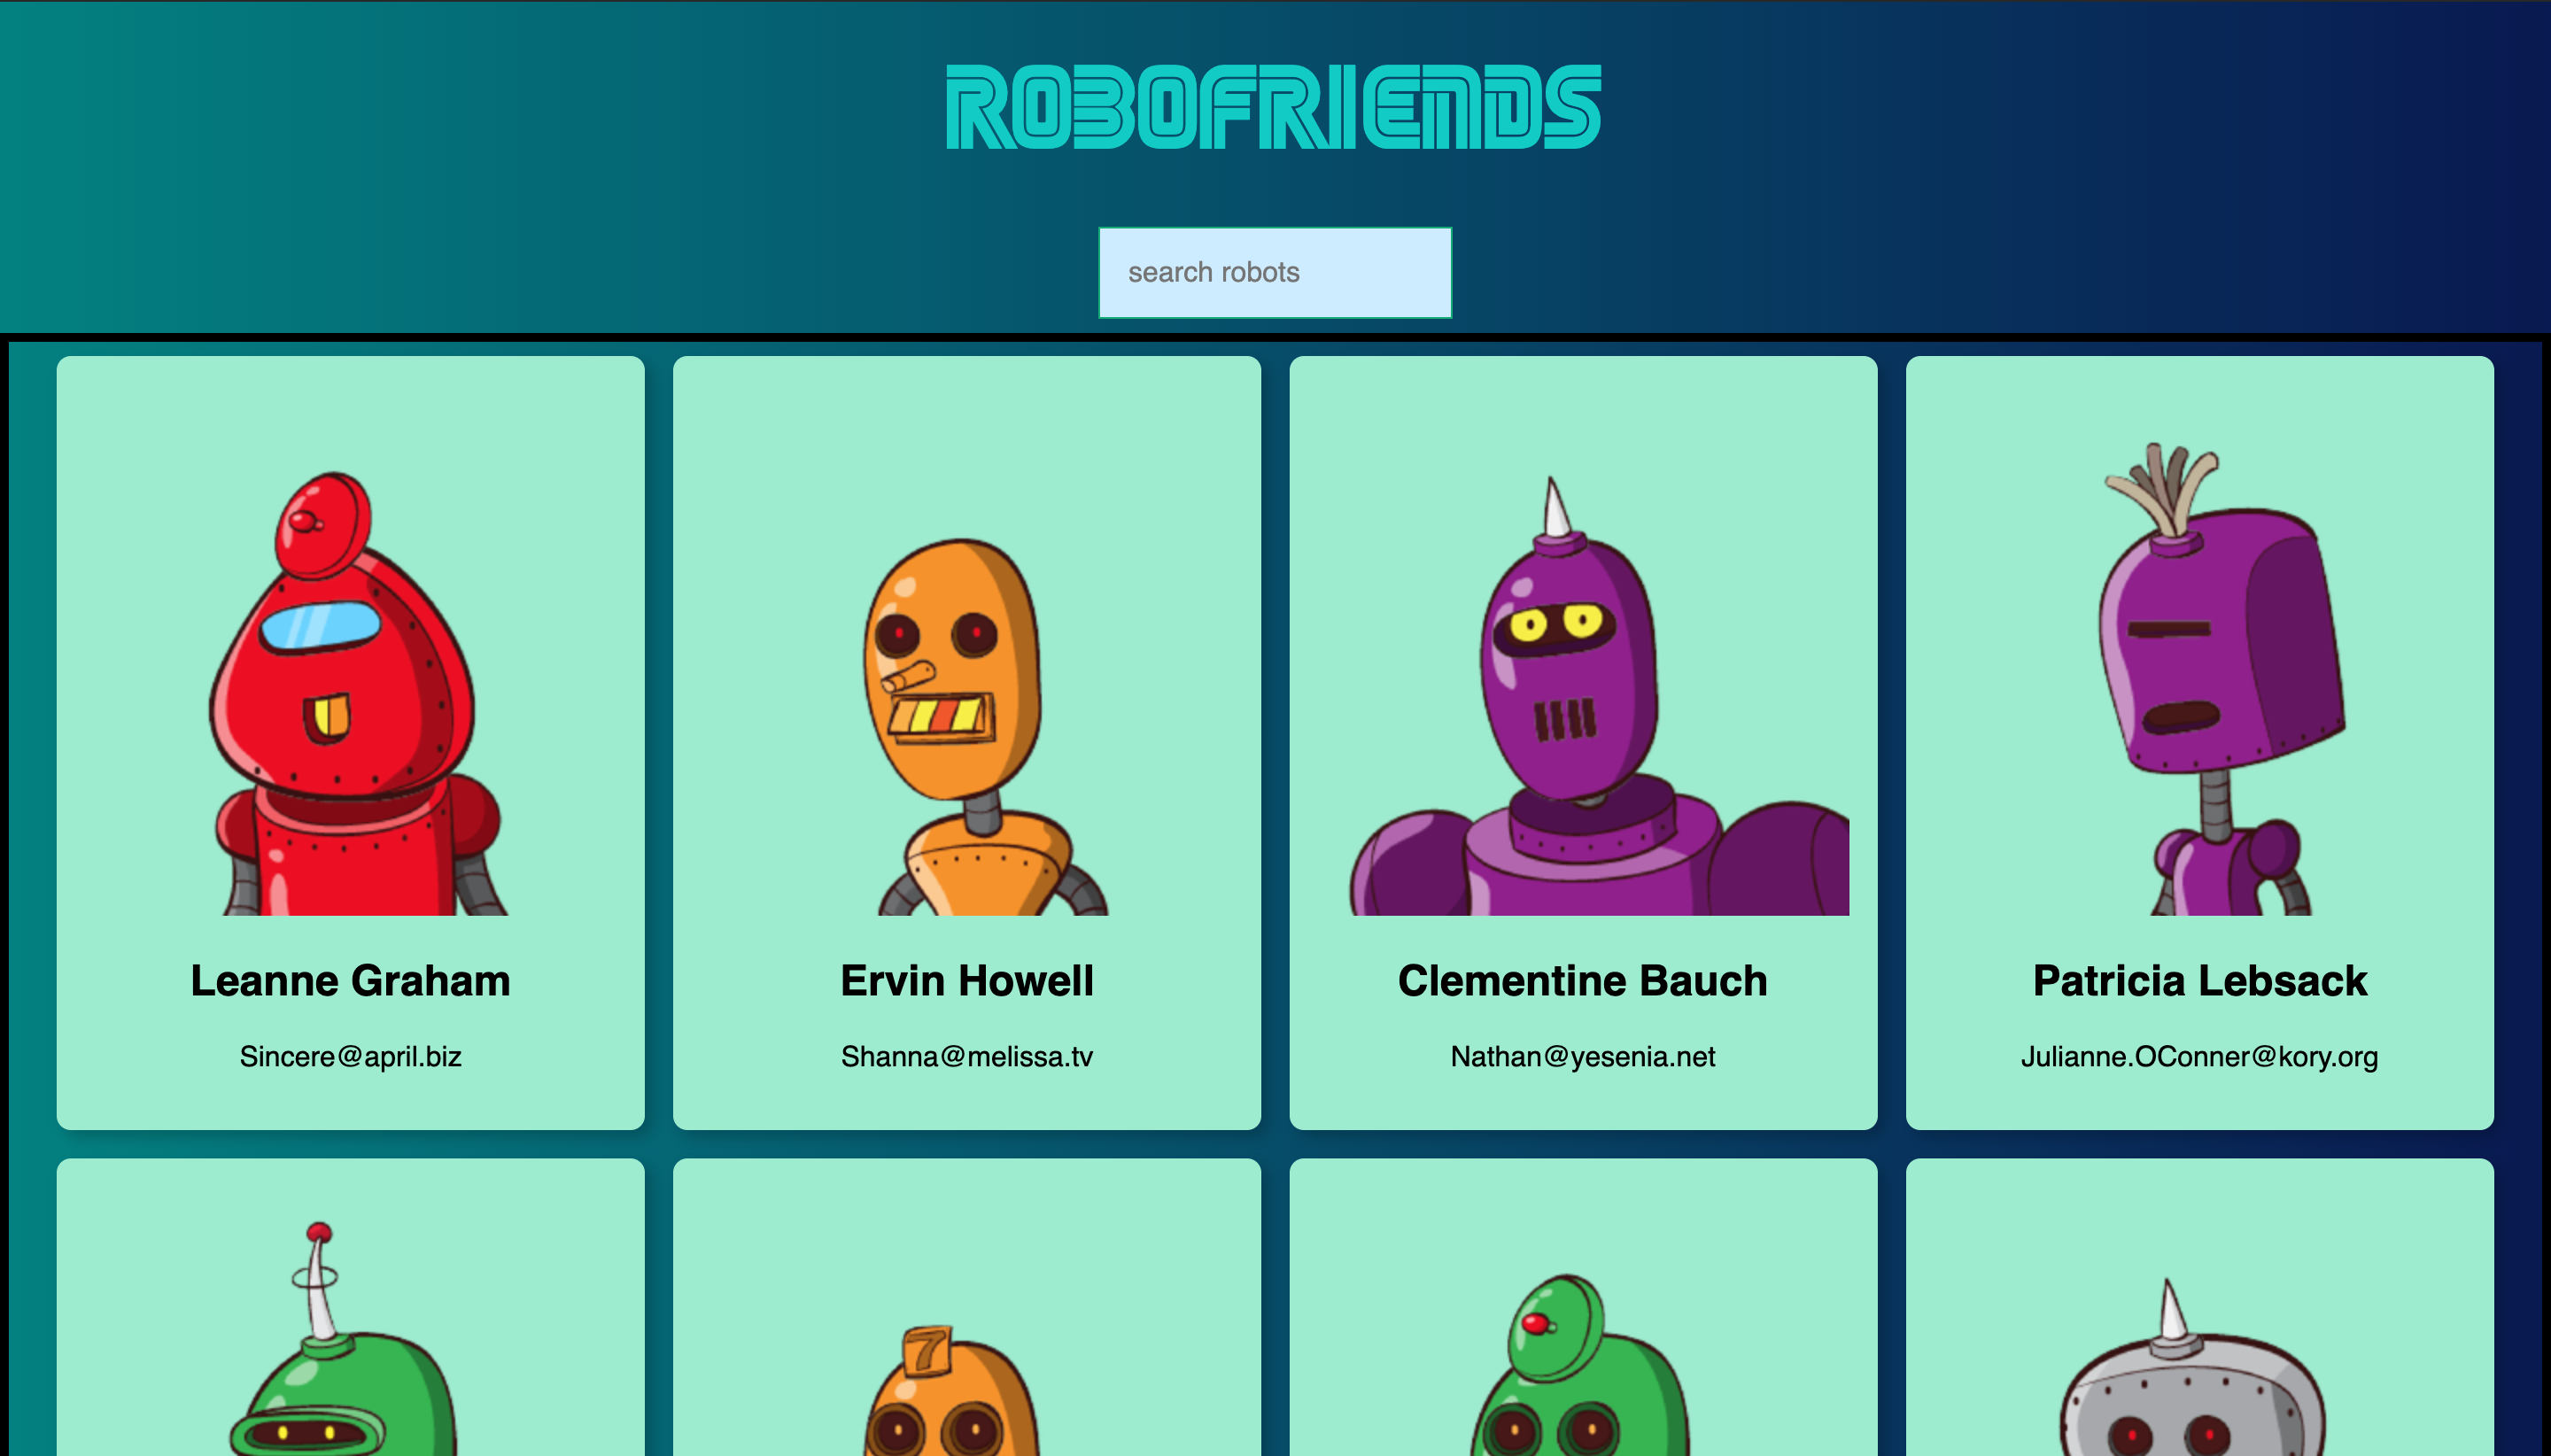 ROBOFRIENDS
search robots
Leanne Graham
Sincere@april.biz
Ervin Howell
Shanna@melissa.tv
Clementine Bauch
Nathan@yesenia.net
Patricia Lebsack
Julianne.OConner@kory.org
7